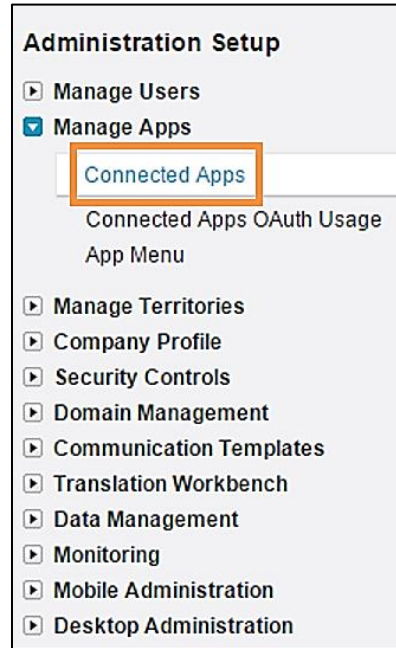 Administration Setup
Manage Users
Manage Apps
Connected Apps
Connected Apps OAuth Usage
App Menu
Manage Territories
Company Profile
Security Controls
Domain Management
Communication Templates
Translation Workbench
Data Management
Monitoring
Mobile Administration
Desktop Administration